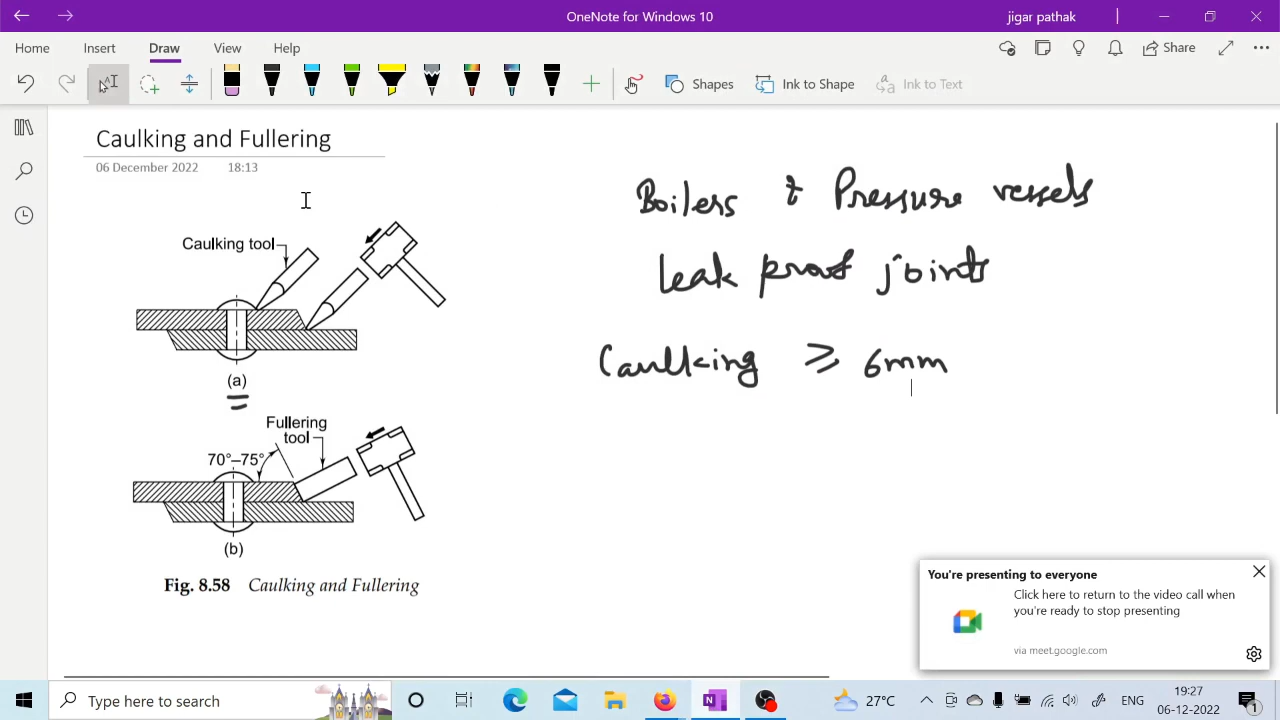 OneNote for Windows 10
jigar pathak
Home Insert Draw View Help
Share
Shapes
Ink to Shape
Ink to Text
Caulking and Fullering
06 December 2022 18:13
Caulking tool
(a)
Fullering
tool
70°–75°
(b)
Fig. 8.58 Caulking and Fullering
Boilers & Pressure vessels
leak proof joints
Caulking ≥ 6mm
You're presenting to everyone
Click here to return to the video call when
you're ready to stop presenting
via meet.google.com
Type here to search
27°C
ENG
19:27
06-12-2022
1